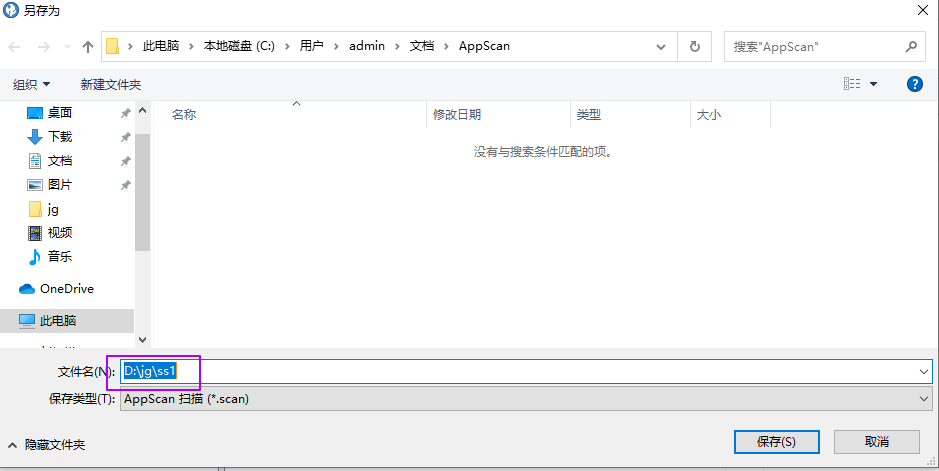 另存为
此电脑 › 本地磁盘 (C:) › 用户 › admin › 文档 › AppScan
搜索"AppScan"
组织 新建文件夹
?
名称 修改日期 类型 大小
没有与搜索条件匹配的项。
桌面
下载
文档
图片
jg
视频
音乐
OneDrive
此电脑
文件名(N): D:\jg\ss1
保存类型(T): AppScan 扫描 (*.scan)
隐藏文件夹 保存(S) 取消